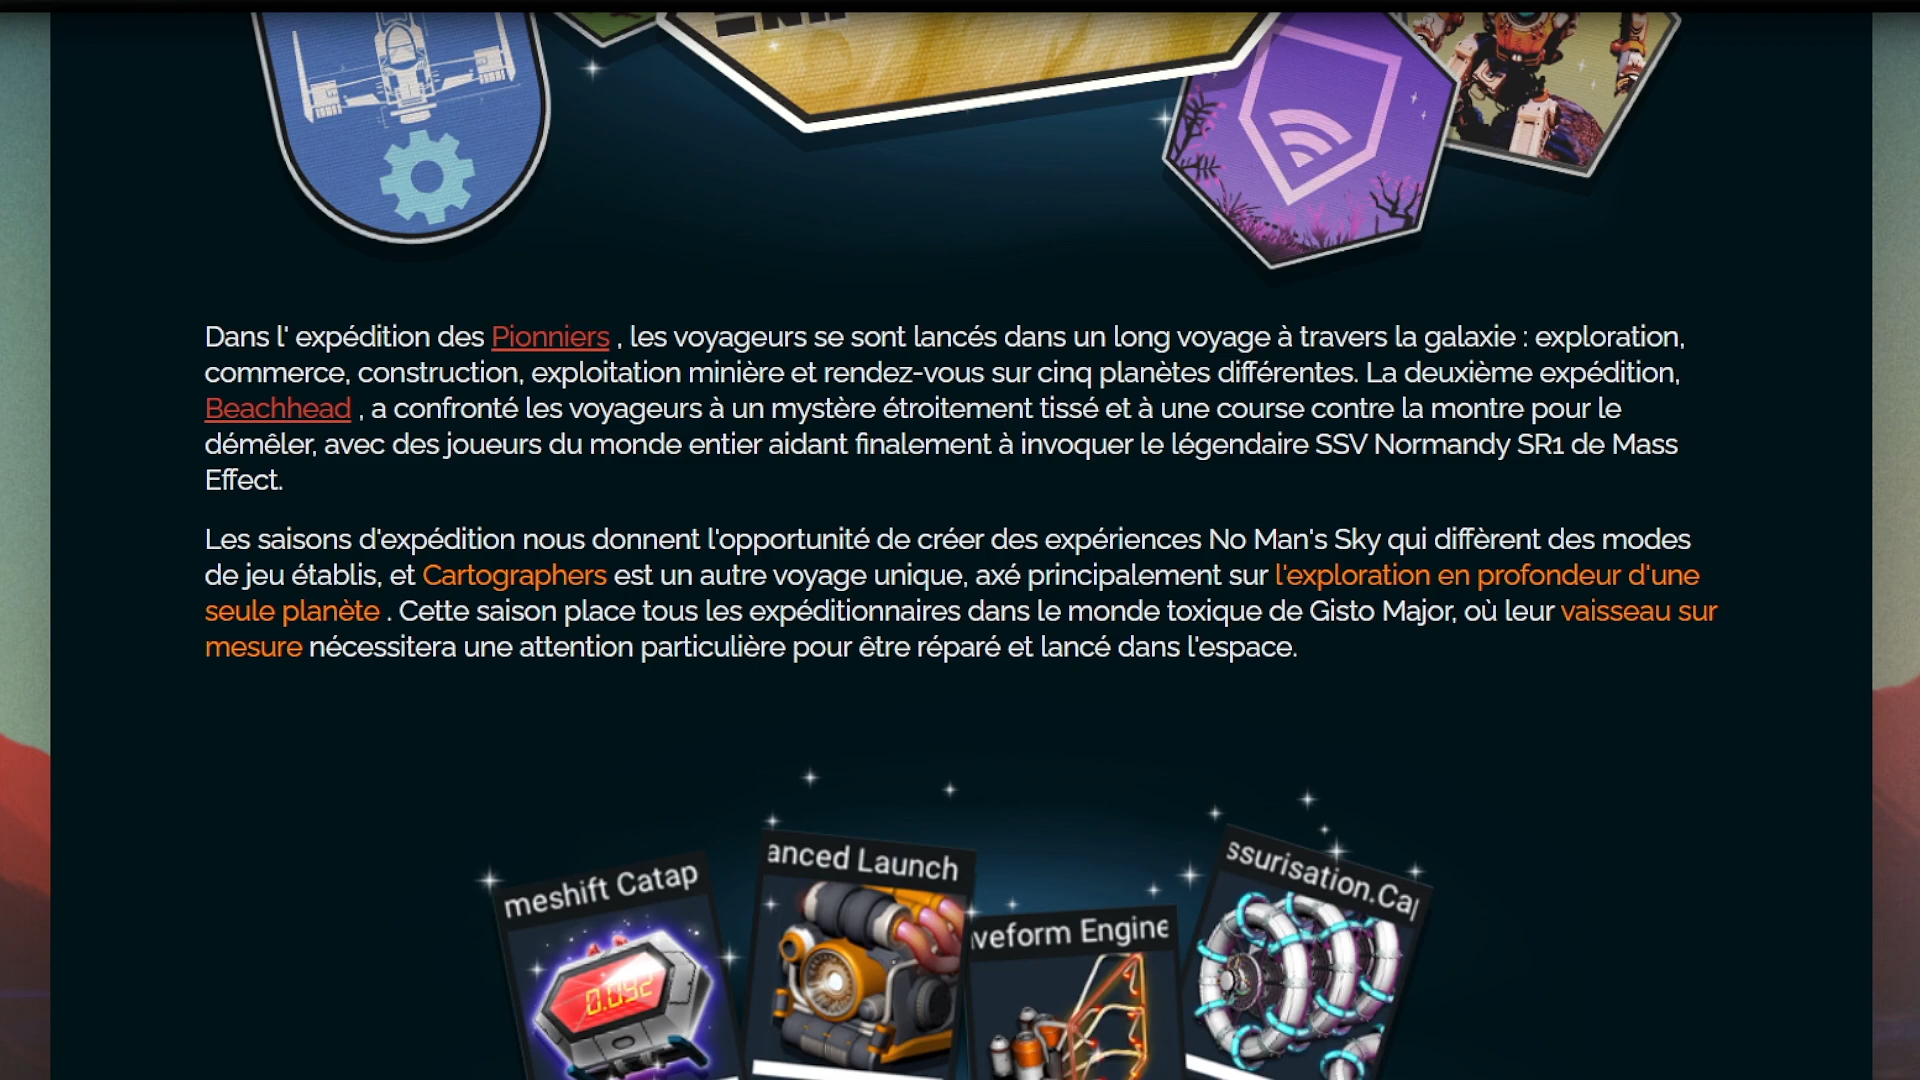 Dans l' expédition des Pionniers , les voyageurs se sont lancés dans un long voyage à travers la galaxie : exploration,
commerce, construction, exploitation minière et rendez-vous sur cinq planètes différentes. La deuxième expédition,
Beachhead , a confronté les voyageurs à un mystère étroitement tissé et à une course contre la montre pour le
démêler, avec des joueurs du monde entier aidant finalement à invoquer le légendaire SSV Normandy SR1 de Mass
Effect.
Les saisons d'expédition nous donnent l'opportunité de créer des expériences No Man's Sky qui diffèrent des modes
de jeu établis, et Cartographers est un autre voyage unique, axé principalement sur l'exploration en profondeur d'une
seule planète . Cette saison place tous les expéditionnaires dans le monde toxique de Gisto Major, où leur vaisseau sur
mesure nécessitera une attention particulière pour être réparé et lancé dans l'espace.
meshift Catap
anced Launch
veform Engine
ssurisation.Ca
0.092